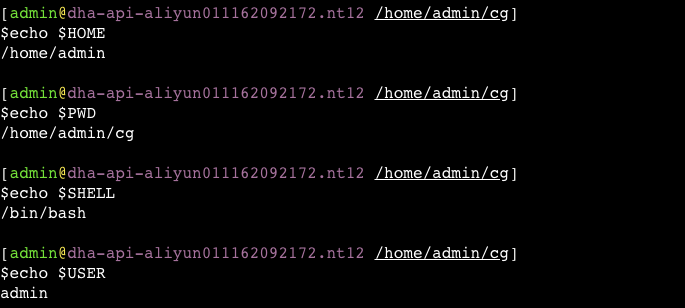 [admin@dha-api-aliyun011162092172.nt12 /home/admin/cg]
$echo $HOME
/home/admin
[admin@dha-api-aliyun011162092172.nt12 /home/admin/cg]
$echo $PWD
/home/admin/cg
[admin@dha-api-aliyun011162092172.nt12 /home/admin/cg]
$echo $SHELL
/bin/bash
[admin@dha-api-aliyun011162092172.nt12 /home/admin/cg]
$echo $USER
admin